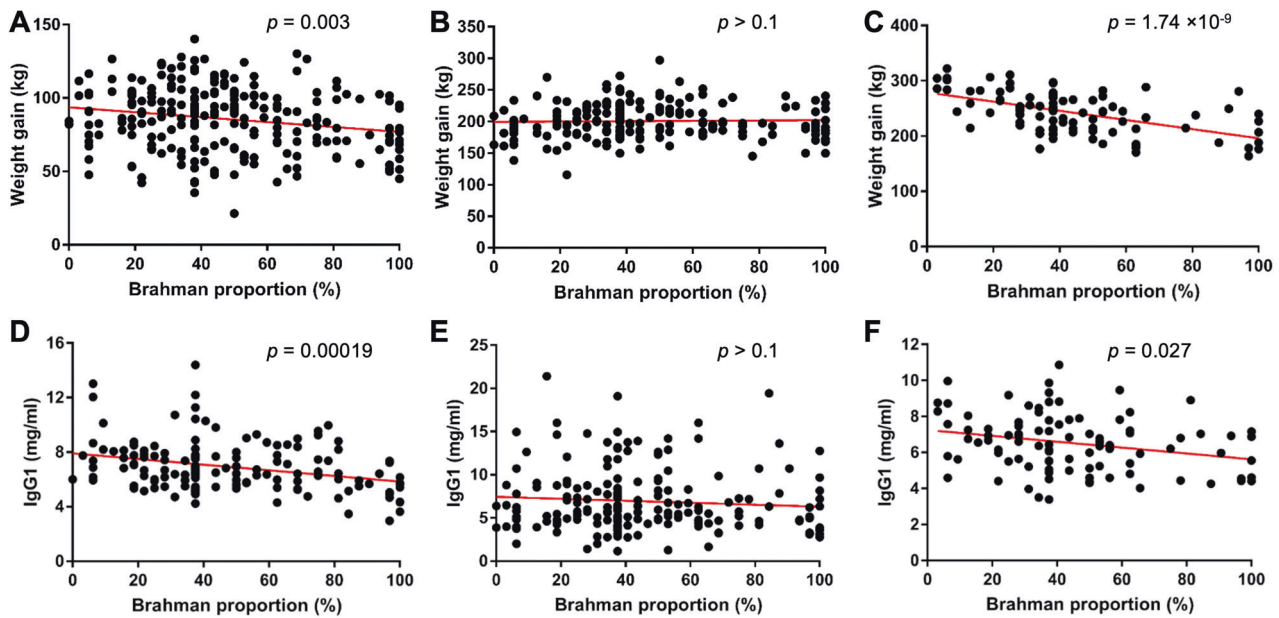 A
p = 0.003
Weight gain (kg)
150
100
50
0
0 20 40 60 80 100
Brahman proportion (%)
B
p > 0.1
Weight gain (kg)
350
300
250
200
150
100
50
0
0 20 40 60 80 100
Brahman proportion (%)
C
p = 1.74 ×10-9
Weight gain (kg)
400
300
200
100
0
0 20 40 60 80 100
Brahman proportion (%)
D
p = 0.00019
IgG1 (mg/ml)
16
12
8
4
0
0 20 40 60 80 100
Brahman proportion (%)
E
p > 0.1
IgG1 (mg/ml)
25
20
15
10
5
0
0 20 40 60 80 100
Brahman proportion (%)
F
p = 0.027
IgG1 (mg/ml)
12
10
8
6
4
2
0
0 20 40 60 80 100
Brahman proportion (%)